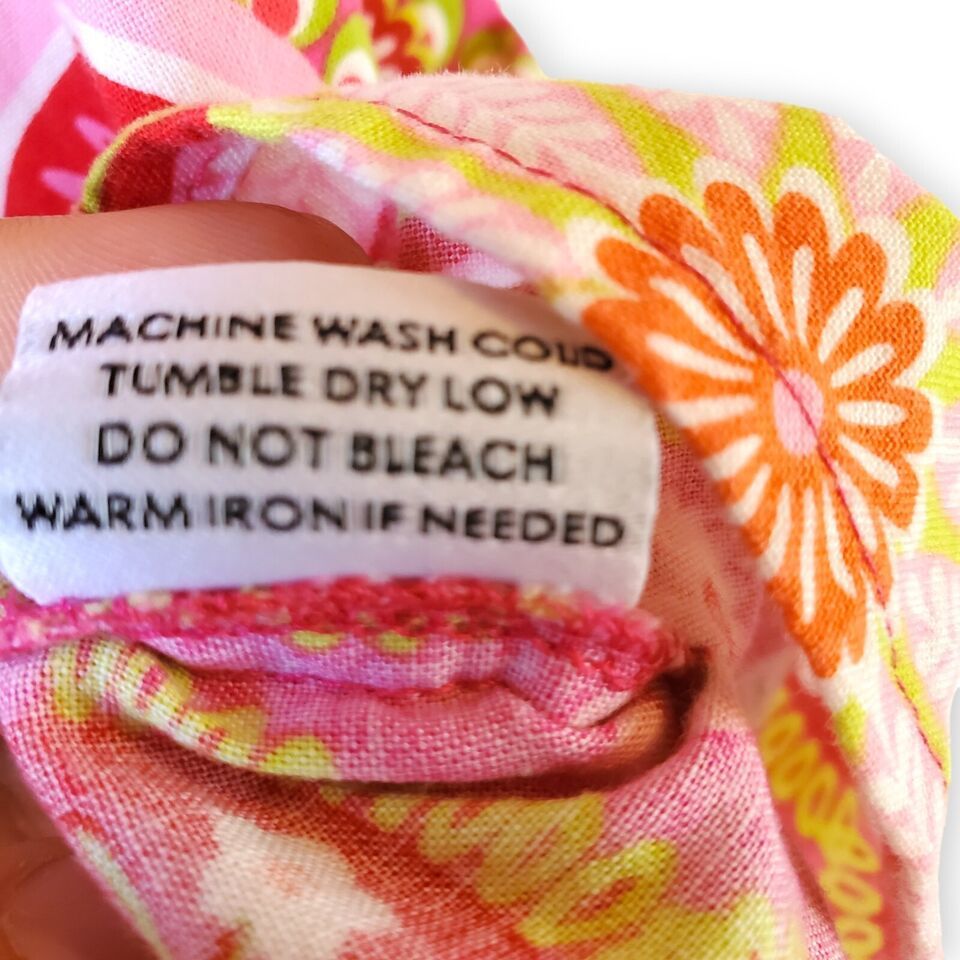 MACHINE WASH COLD
TUMBLE DRY LOW
DO NOT BLEACH
WARM IRON IF NEEDED